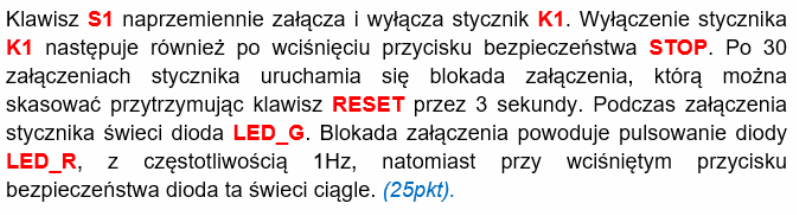 Klawisz S1 naprzemiennie załącza i wyłącza stycznik K1. Wyłączenie stycznika
K1 następuje również po wciśnięciu przycisku bezpieczeństwa STOP. Po 30
załączeniach stycznika uruchamia się blokada załączenia, którą można
skasować przytrzymując klawisz RESET przez 3 sekundy. Podczas załączenia
stycznika świeci dioda LED_G. Blokada załączenia powoduje pulsowanie diody
LED_R, z częstotliwością 1Hz, natomiast przy wciśniętym przycisku
bezpieczeństwa dioda ta świeci ciągle. (25pkt).